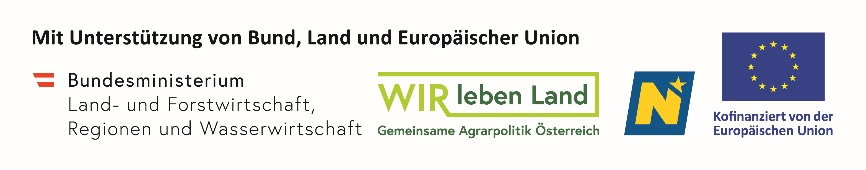 Mit Unterstützung von Bund, Land und Europäischer Union
Bundesministerium
Land- und Forstwirtschaft,
Regionen und Wasserwirtschaft
WIR leben Land
Gemeinsame Agrarpolitik Österreich
N
Kofinanziert von der
Europäischen Union